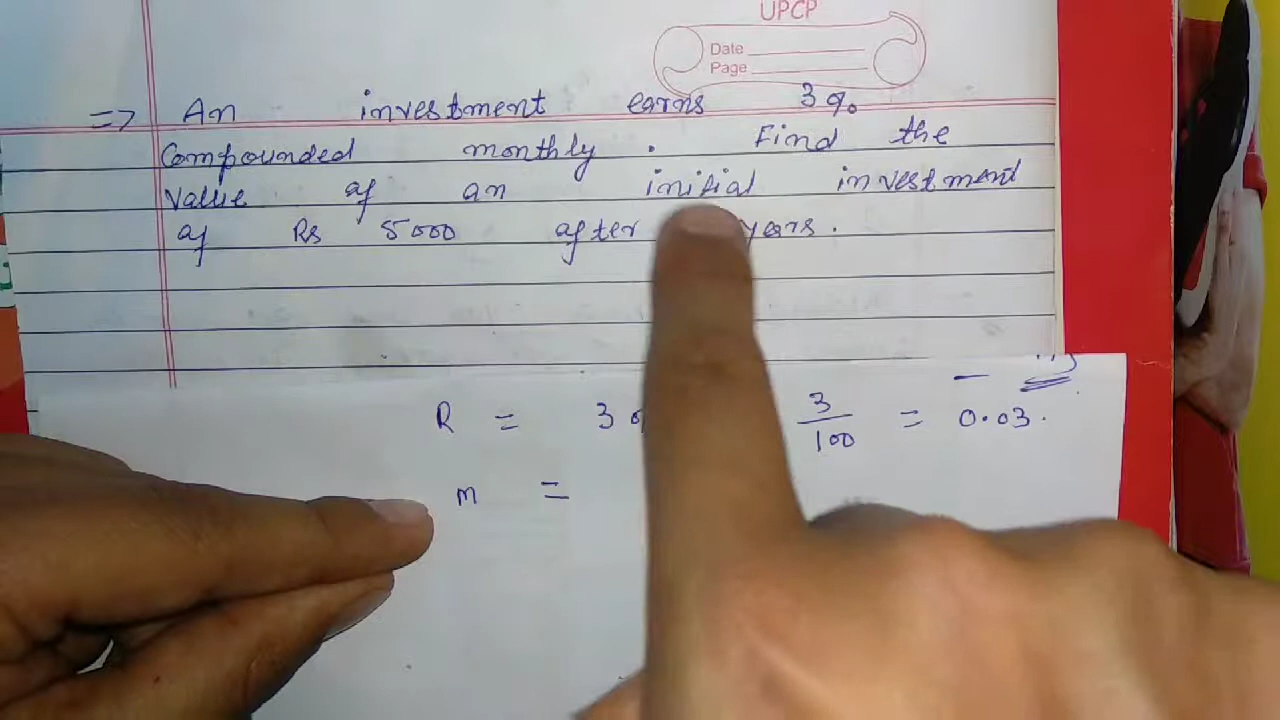 UPCP
Date
Page
=> An investment earns 3%
Compounded monthly. Find the
Value of an initial investment
of Rs 5000 after years.
R = 3 3/100 = 0.03.
m =